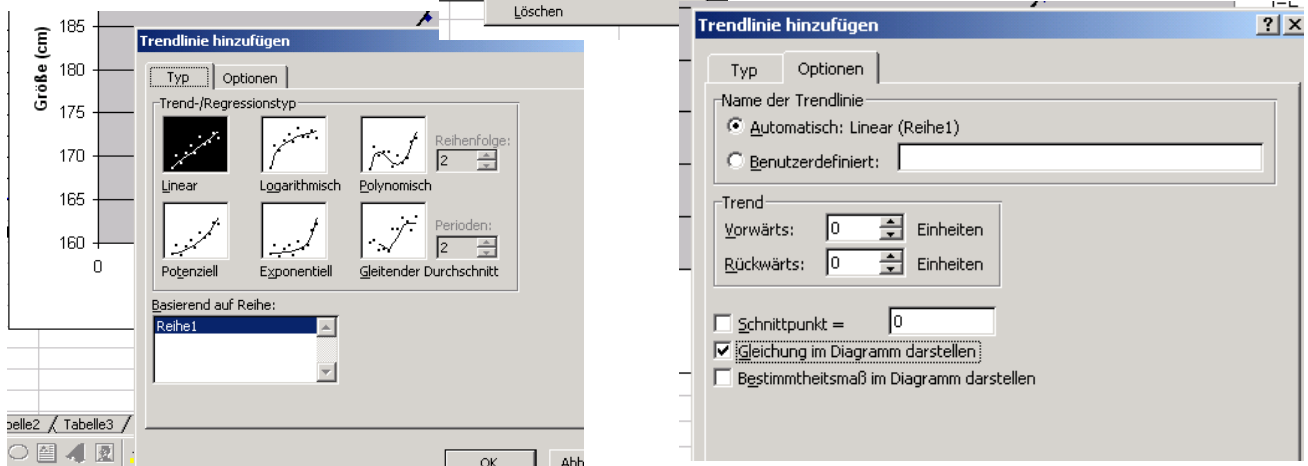 Löschen
Größe (cm)
185
180
175
170
165
160
0
Trendlinie hinzufügen
Typ
Optionen
Trend-/Regressionstyp
Linear
Logarithmisch
Polynomisch
Reihenfolge:
2
Potenziell
Exponentiell
Gleitender Durchschnitt
Perioden:
2
Basierend auf Reihe:
Reihe1
OK
Abb
belle2 / Tabelle3 /
Trendlinie hinzufügen
Typ
Optionen
Name der Trendlinie
Automatisch: Linear (Reihe1)
Benutzerdefiniert:
Trend
Vorwärts: 0 Einheiten
Rückwärts: 0 Einheiten
Schnittpunkt = 0
Gleichung im Diagramm darstellen
Bestimmtheitsmaß im Diagramm darstellen